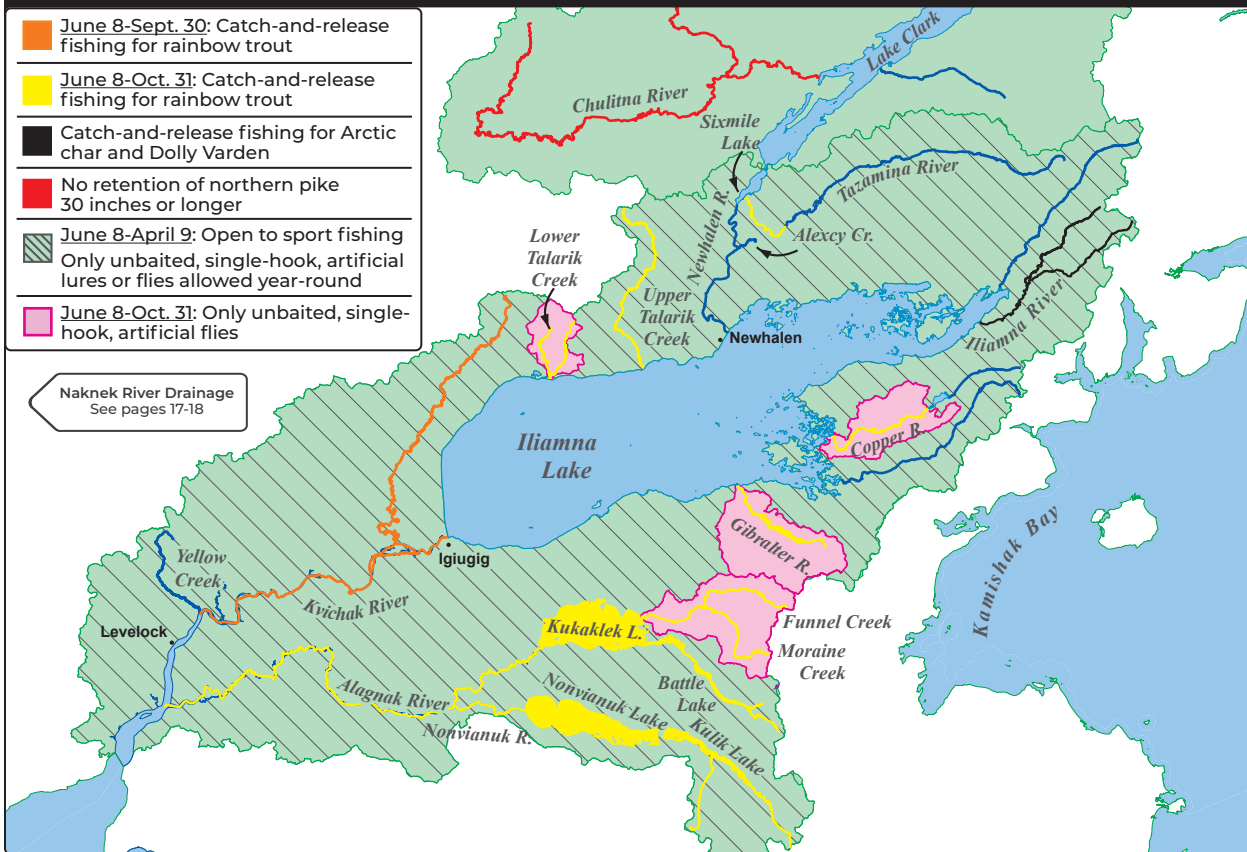 June 8-Sept. 30: Catch-and-release
fishing for rainbow trout
June 8-Oct. 31: Catch-and-release
fishing for rainbow trout
Catch-and-release fishing for Arctic
char and Dolly Varden
No retention of northern pike
30 inches or longer
June 8-April 9: Open to sport fishing
Only unbaited, single-hook, artificial
lures or flies allowed year-round
June 8-Oct. 31: Only unbaited, single-
hook, artificial flies
Naknek River Drainage
See pages 17-18
Lake Clark
Chulitna River
Sixmile
Lake
Tazamina River
Newhalen R.
Alexcy Cr.
Lower
Talarik
Creek
Upper
Talarik
Creek
Newhalen
Iliamna River
Iliamna
Lake
Copper R.
Gibralter R.
Kamishak Bay
Igiugig
Yellow
Creek
Kvichak River
Levelock
Funnel Creek
Moraine
Creek
Kukaklek L.
Battle
Lake
Alagnak River
Nonvianuk Lake
Nonvianuk R.
Kulik Lake